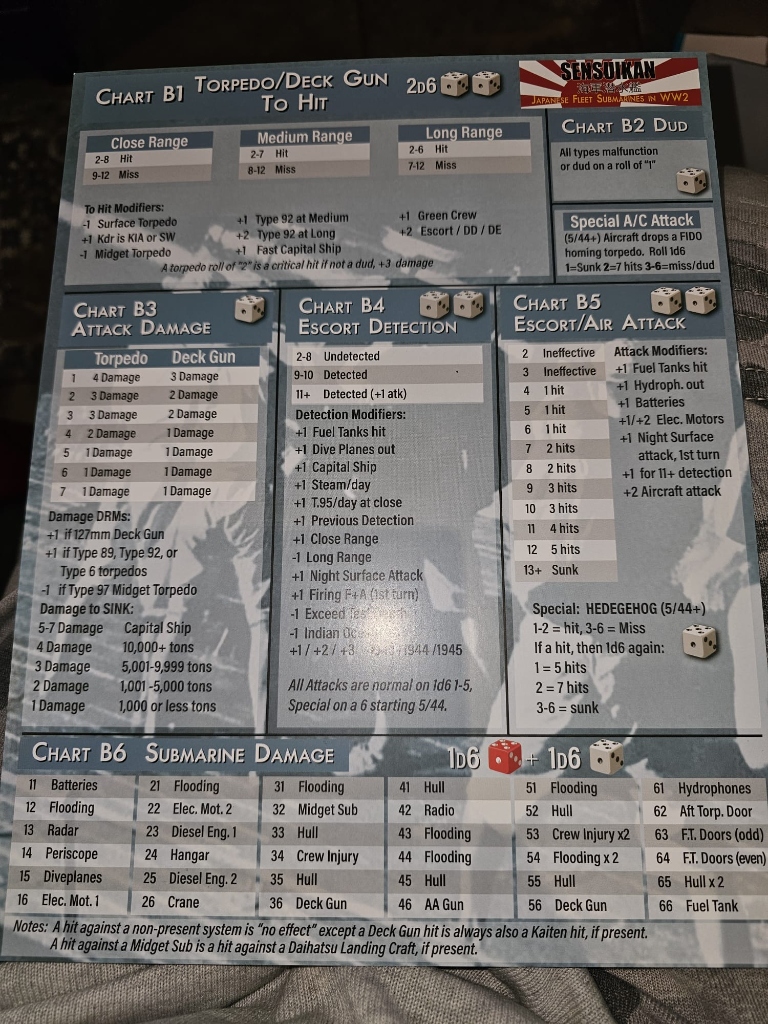 CHART B1 TORPEDO/DECK GUN TO HIT 2D6
SENSUIKAN
JAPANESE FLEET SUBMARINES IN WW2
Close Range
2-8 Hit
9-12 Miss
Medium Range
2-7 Hit
8-12 Miss
Long Range
2-6 Hit
7-12 Miss
To Hit Modifiers:
-1 Surface Torpedo
+1 Kdr is KIA or SW
-1 Midget Torpedo
+1 Type 92 at Medium
+2 Type 92 at Long
+1 Fast Capital Ship
+1 Green Crew
+2 Escort / DD / DE
A torpedo roll of "2" is a critical hit if not a dud, +3 damage
CHART B2 DUD
All types malfunction
or dud on a roll of "1"
Special A/C Attack
(5/44+) Aircraft drops a FIDO
homing torpedo. Roll 1d6
1=Sunk 2=7 hits 3-6=miss/dud
CHART B3
ATTACK DAMAGE
Torpedo Deck Gun
1 4 Damage 3 Damage
2 3 Damage 2 Damage
3 3 Damage 2 Damage
4 2 Damage 1 Damage
5 1 Damage 1 Damage
6 1 Damage 1 Damage
7 1 Damage 1 Damage
Damage DRMs:
+1 if 127mm Deck Gun
+1 if Type 89, Type 92, or
Type 6 torpedos
-1 if Type 97 Midget Torpedo
Damage to SINK:
5-7 Damage Capital Ship
4 Damage 10,000+ tons
3 Damage 5,001-9,999 tons
2 Damage 1,001 -5,000 tons
1 Damage 1,000 or less tons
CHART B4
ESCORT DETECTION
2-8 Undetected
9-10 Detected
11+ Detected (+1 atk)
Detection Modifiers:
+1 Fuel Tanks hit
+1 Dive Planes out
+1 Capital Ship
+1 Steam/day
+1 T.95/day at close
+1 Previous Detection
+1 Close Range
-1 Long Range
+1 Night Surface Attack
+1 Firing F+A (1st turn)
-1 Exceed
-1 Indian
+1 / +2 / +3 /1944 /1945
All Attacks are normal on 1d6 1-5,
Special on a 6 starting 5/44.
CHART B5
ESCORT/AIR ATTACK
2 Ineffective
3 Ineffective
4 1 hit
5 1 hit
6 1 hit
7 2 hits
8 2 hits
9 3 hits
10 3 hits
11 4 hits
12 5 hits
13+ Sunk
Attack Modifiers:
+1 Fuel Tanks hit
+1 Hydroph. out
+1 Batteries
+1/+2 Elec. Motors
+1 Night Surface
attack, 1st turn
+1 for 11+ detection
+2 Aircraft attack
Special: HEDEGEHOG (5/44+)
1-2 = hit, 3-6 = Miss
If a hit, then 1d6 again:
1 = 5 hits
2 = 7 hits
3-6 = sunk
CHART B6 SUBMARINE DAMAGE 1D6 + 1D6
11 Batteries 21 Flooding 31 Flooding 41 Hull 51 Flooding 61 Hydrophones
12 Flooding 22 Elec. Mot. 2 32 Midget Sub 42 Radio 52 Hull 62 Aft Torp. Door
13 Radar 23 Diesel Eng. 1 33 Hull 43 Flooding 53 Crew Injury x2 63 F.T. Doors (odd)
14 Periscope 24 Hangar 34 Crew Injury 44 Flooding 54 Flooding x 2 64 F.T. Doors (even)
15 Diveplanes 25 Diesel Eng. 2 35 Hull 45 Hull 55 Hull 65 Hull x 2
16 Elec. Mot. 1 26 Crane 36 Deck Gun 46 AA Gun 56 Deck Gun 66 Fuel Tank
Notes: A hit against a non-present system is "no effect" except a Deck Gun hit is always also a Kaiten hit, if present.
A hit against a Midget Sub is a hit against a Daihatsu Landing Craft, if present.